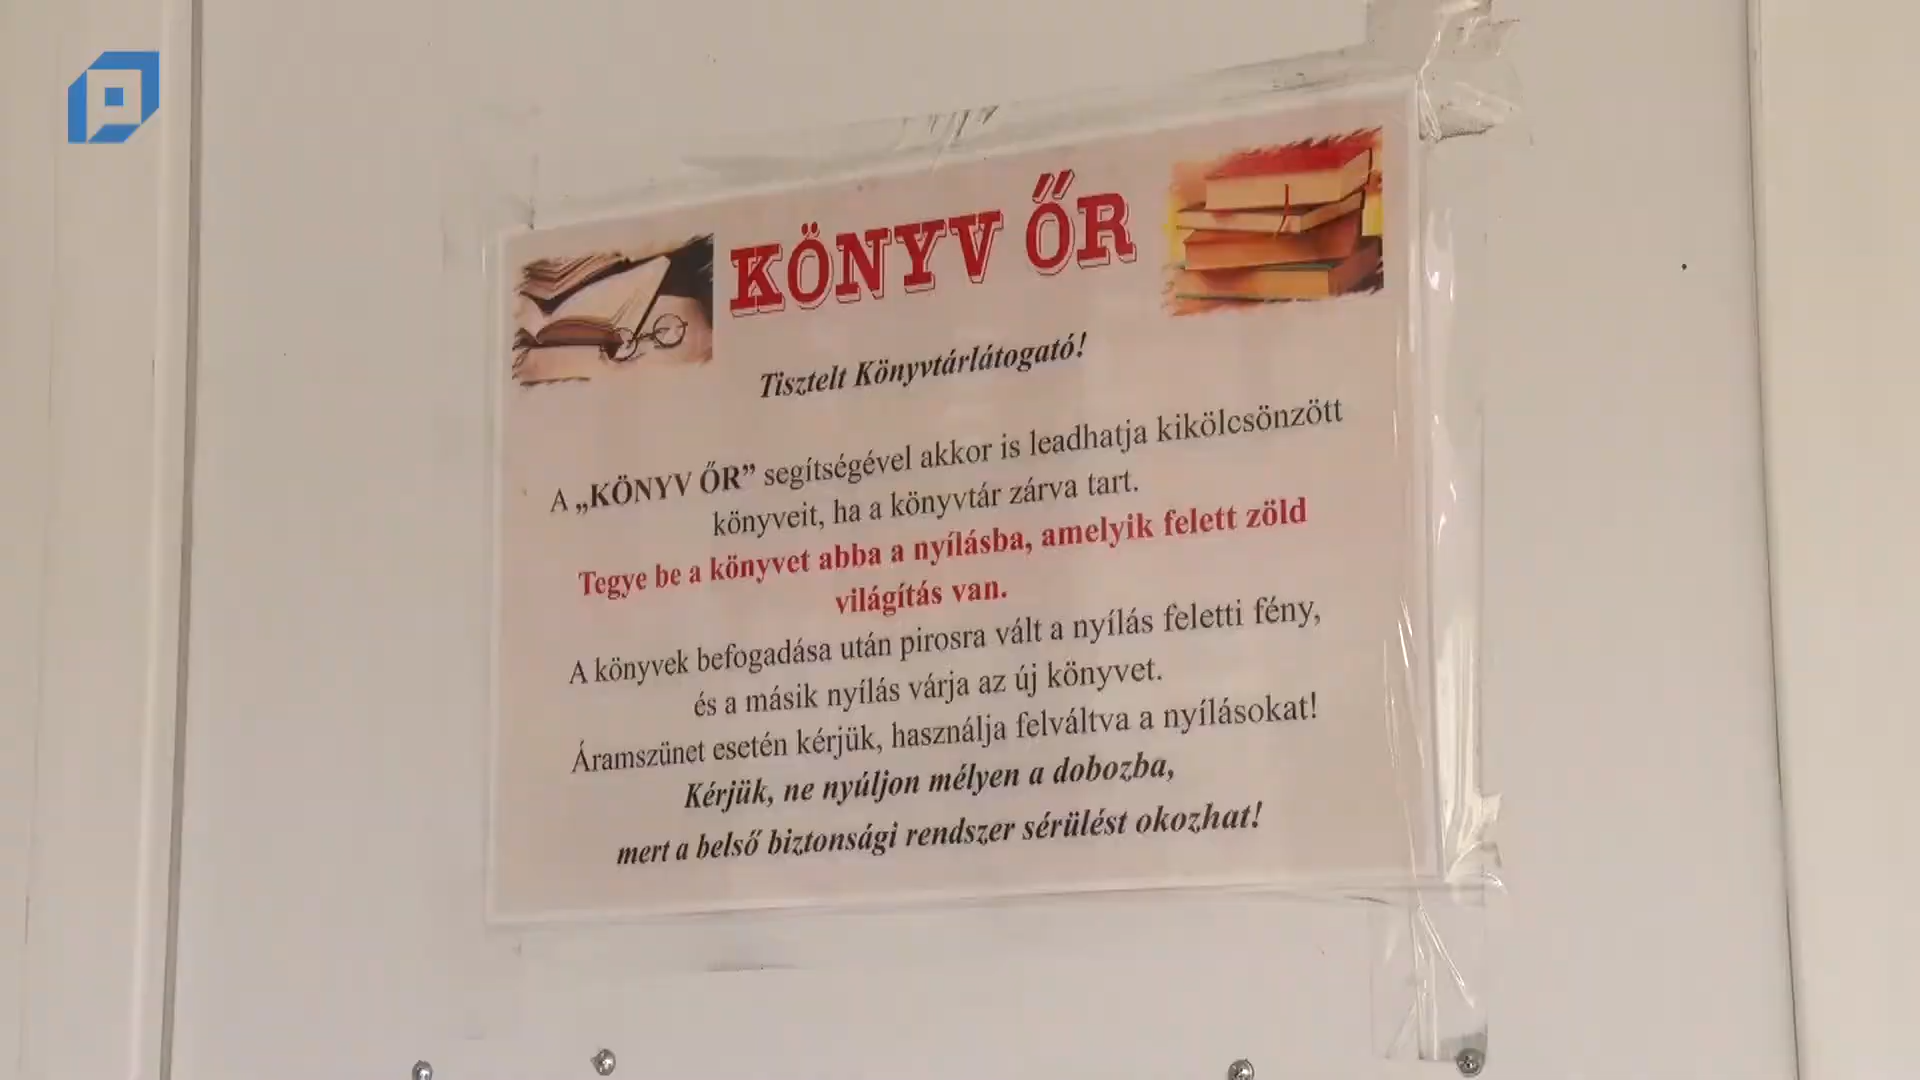 KÖNYV ŐR
Tisztelt Könyvtárlátogató!
A „KÖNYV ŐR” segítségével akkor is leadhatja kikölcsönzött
könyveit, ha a könyvtár zárva tart.
Tegye be a könyvet abba a nyílásba, amelyik felett zöld
világítás van.
A könyvek befogadása után pirosra vált a nyílás feletti fény,
és a másik nyílás várja az új könyvet.
Áramszünet esetén kérjük, használja felváltva a nyílásokat!
Kérjük, ne nyúljon mélyen a dobozba,
mert a belső biztonsági rendszer sérülést okozhat!